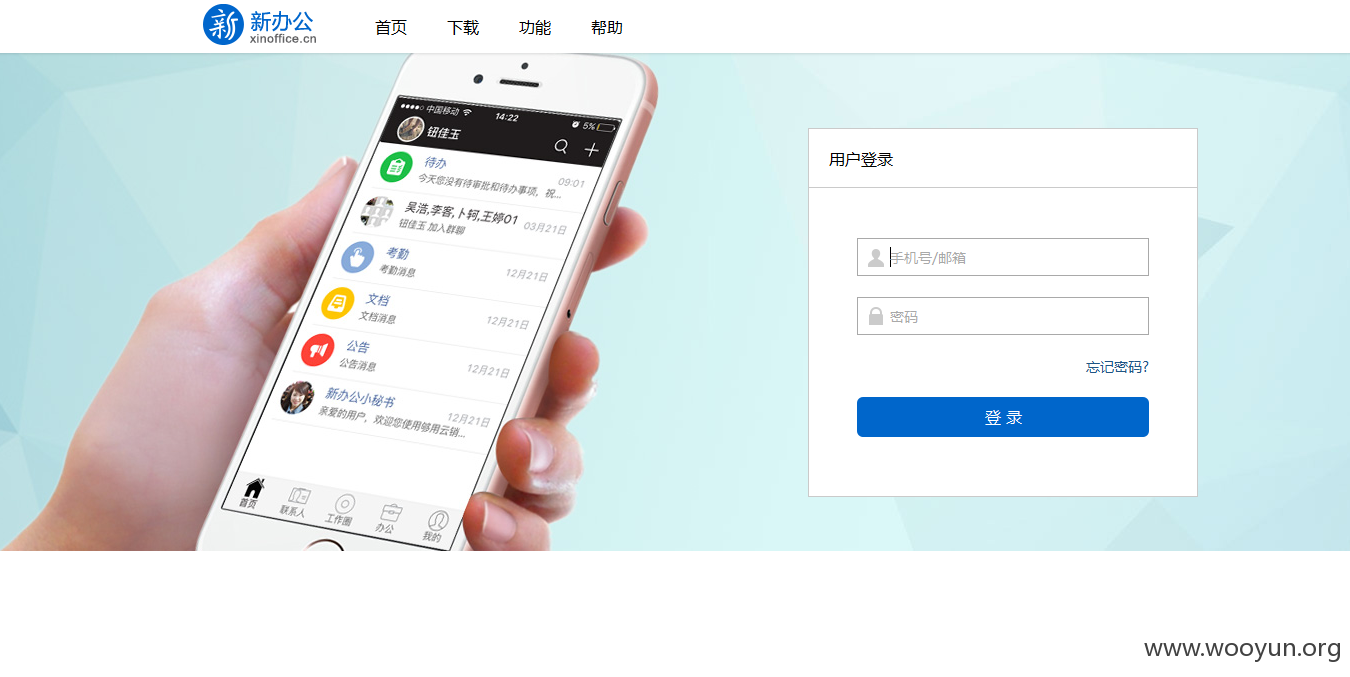 新 新办公
xinoffice.cn
首页 下载 功能 帮助
中国移动 14:22 5%
钮佳玉
待办 09:01
今天您没有待审批和待办事项，祝...
吴浩,李客,卜轲,王婷01 03月21日
钮佳玉 加入群聊
考勤 12月21日
考勤消息
文档 12月21日
文档消息
公告 12月21日
公告消息
新办公小秘书 12月21日
亲爱的用户，欢迎您使用够用云销...
首页 联系人 工作圈 办公 我的
用户登录
手机号/邮箱
密码
忘记密码?
登 录
www.wooyun.org